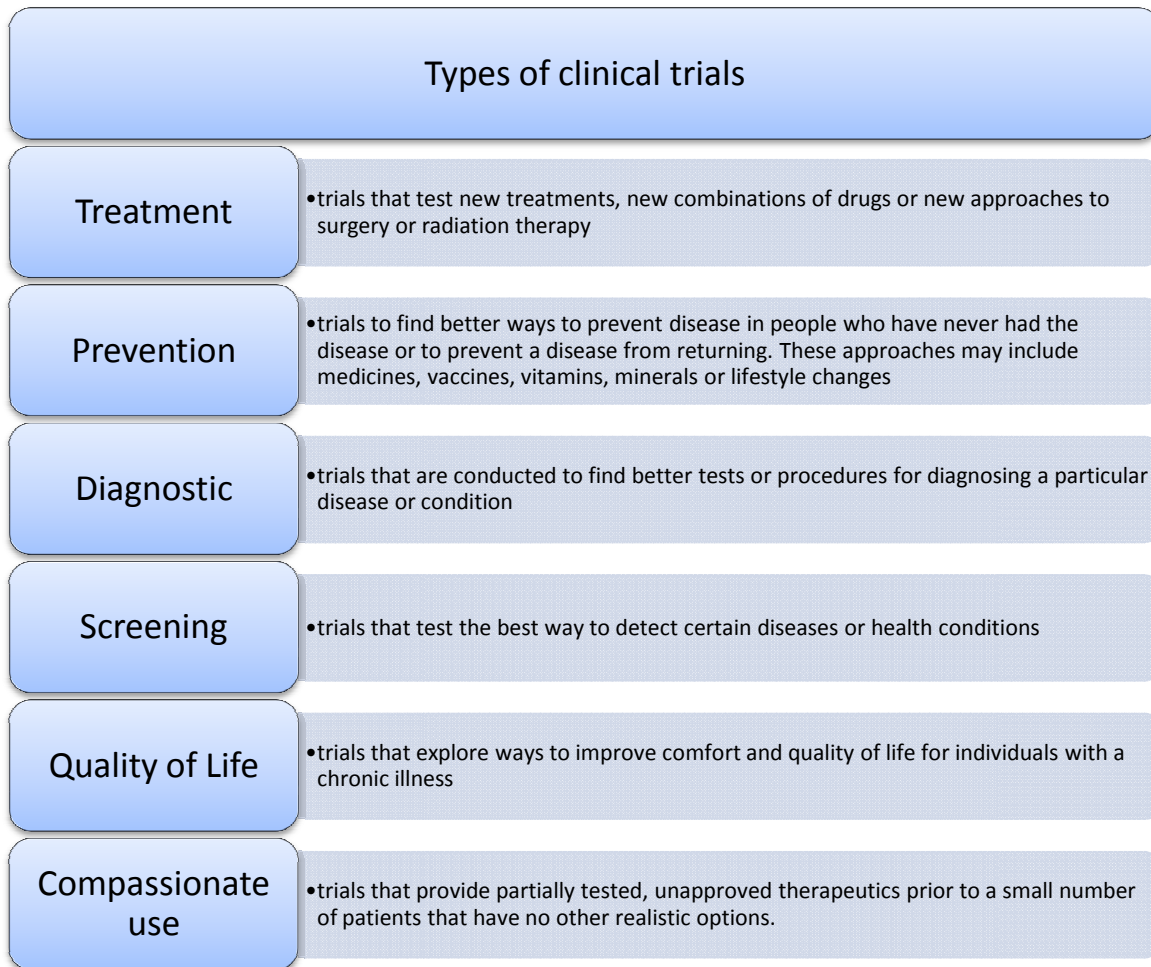 Types of clinical trials
Treatment
•trials that test new treatments, new combinations of drugs or new approaches to
surgery or radiation therapy
Prevention
•trials to find better ways to prevent disease in people who have never had the
disease or to prevent a disease from returning. These approaches may include
medicines, vaccines, vitamins, minerals or lifestyle changes
Diagnostic
•trials that are conducted to find better tests or procedures for diagnosing a particular
disease or condition
Screening
•trials that test the best way to detect certain diseases or health conditions
Quality of Life
•trials that explore ways to improve comfort and quality of life for individuals with a
chronic illness
Compassionate
use
•trials that provide partially tested, unapproved therapeutics prior to a small number
of patients that have no other realistic options.